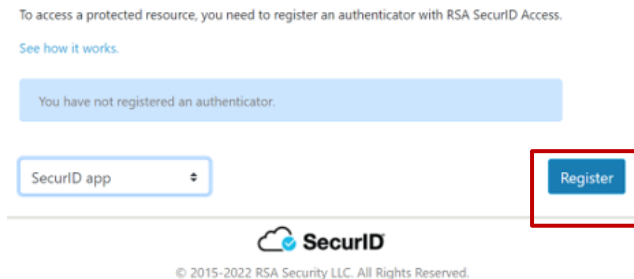 To access a protected resource, you need to register an authenticator with RSA SecurID Access.
See how it works.
You have not registered an authenticator.
SecurID app
Register
SecurID
© 2015-2022 RSA Security LLC. All Rights Reserved.